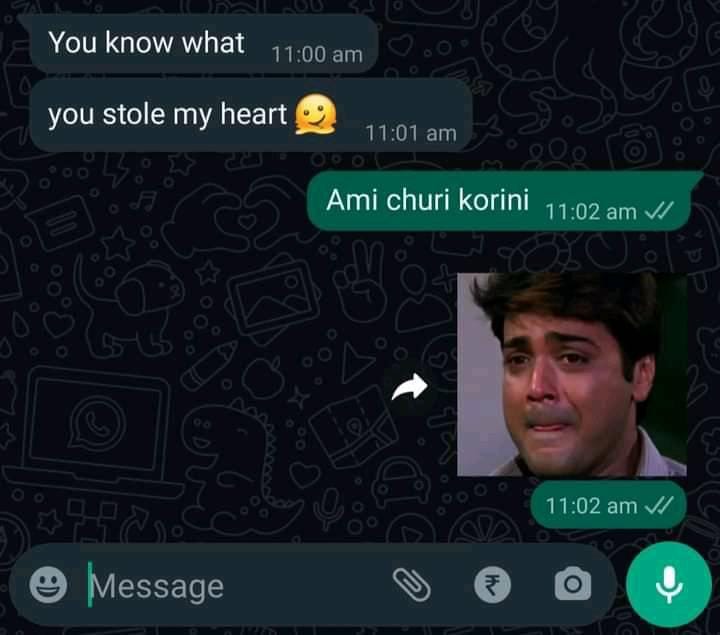 You know what
11:00 am
you stole my heart 🫠
11:01 am
Ami churi korini
11:02 am
11:02 am
Message